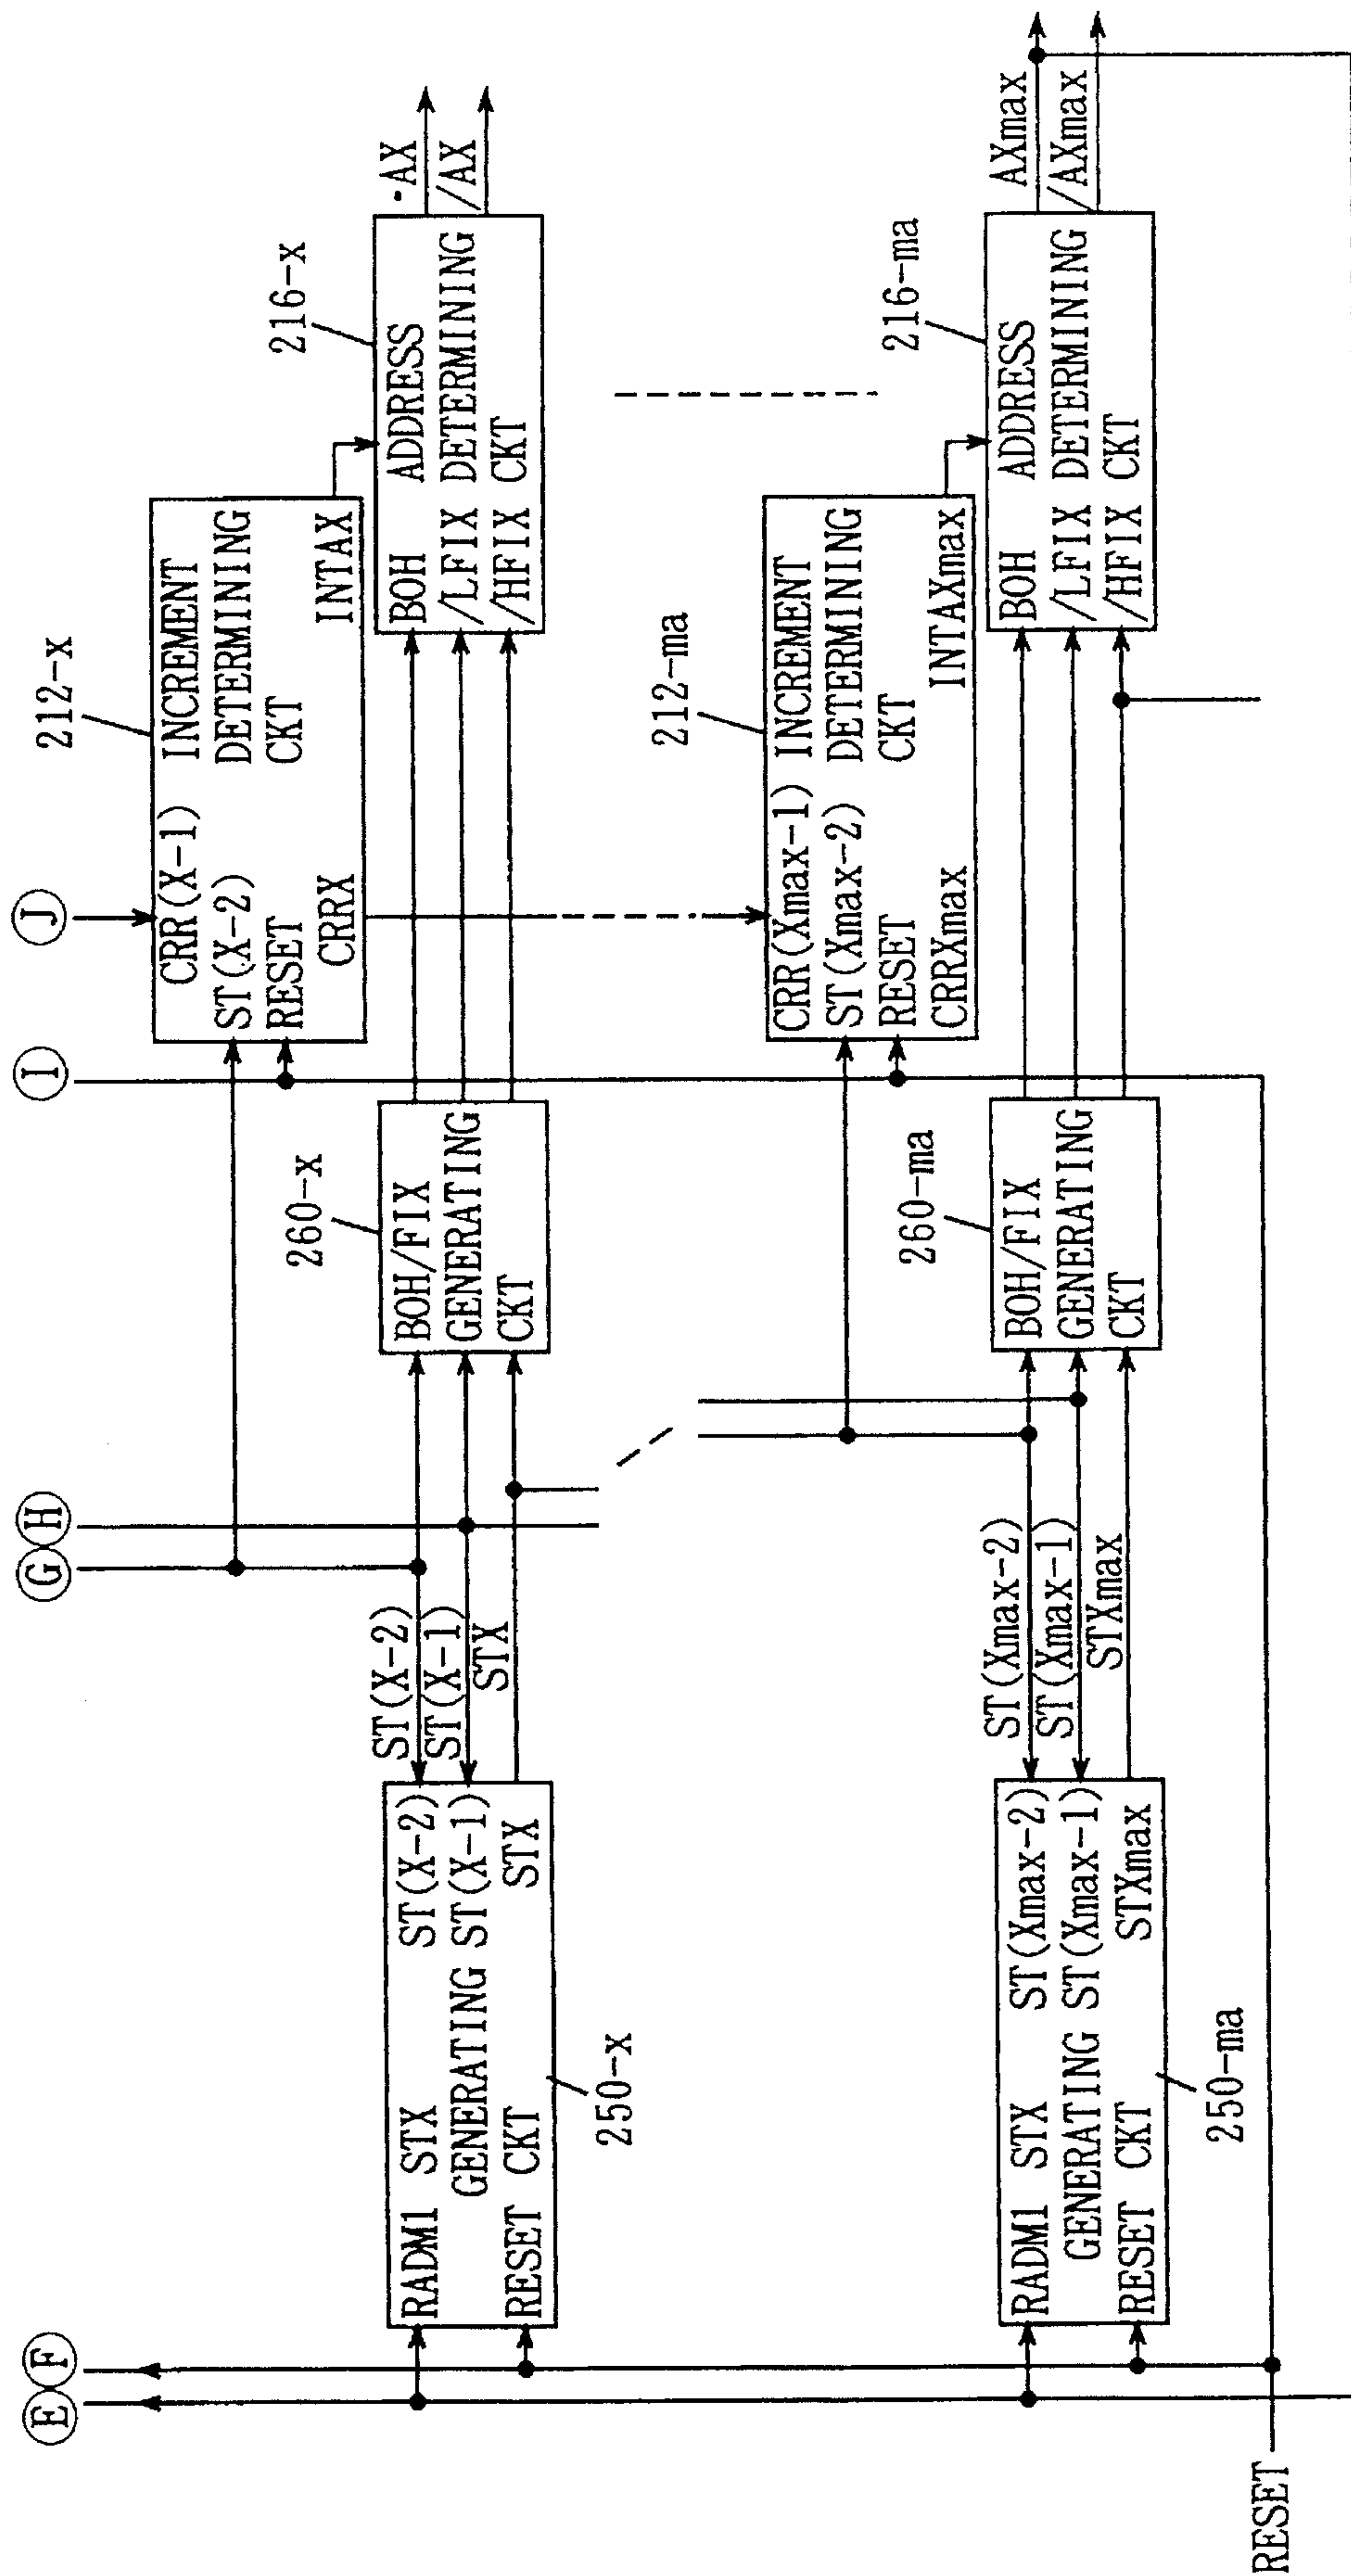 E
F
G
H
I
J
212-x
CRR(X-1) INCREMENT
ST(X-2) DETERMINING
RESET CKT
CRRX INTAX
216-x
BOH ADDRESS
/LFIX DETERMINING
/HFIX CKT
AX
/AX
260-x
BOH/FIX
GENERATING
CKT
ST(X-2)
ST(X-1)
STX
RADM1 STX ST(X-2)
GENERATING ST(X-1)
RESET CKT STX
250-x
212-ma
CRR(Xmax-1) INCREMENT
ST(Xmax-2) DETERMINING
RESET CKT
CRRXmax INTAXmax
216-ma
BOH ADDRESS
/LFIX DETERMINING
/HFIX CKT
AXmax
/AXmax
260-ma
BOH/FIX
GENERATING
CKT
ST(Xmax-2)
ST(Xmax-1)
STXmax
RADM1 STX ST(Xmax-2)
GENERATING ST(Xmax-1)
RESET CKT STXmax
250-ma
RESET